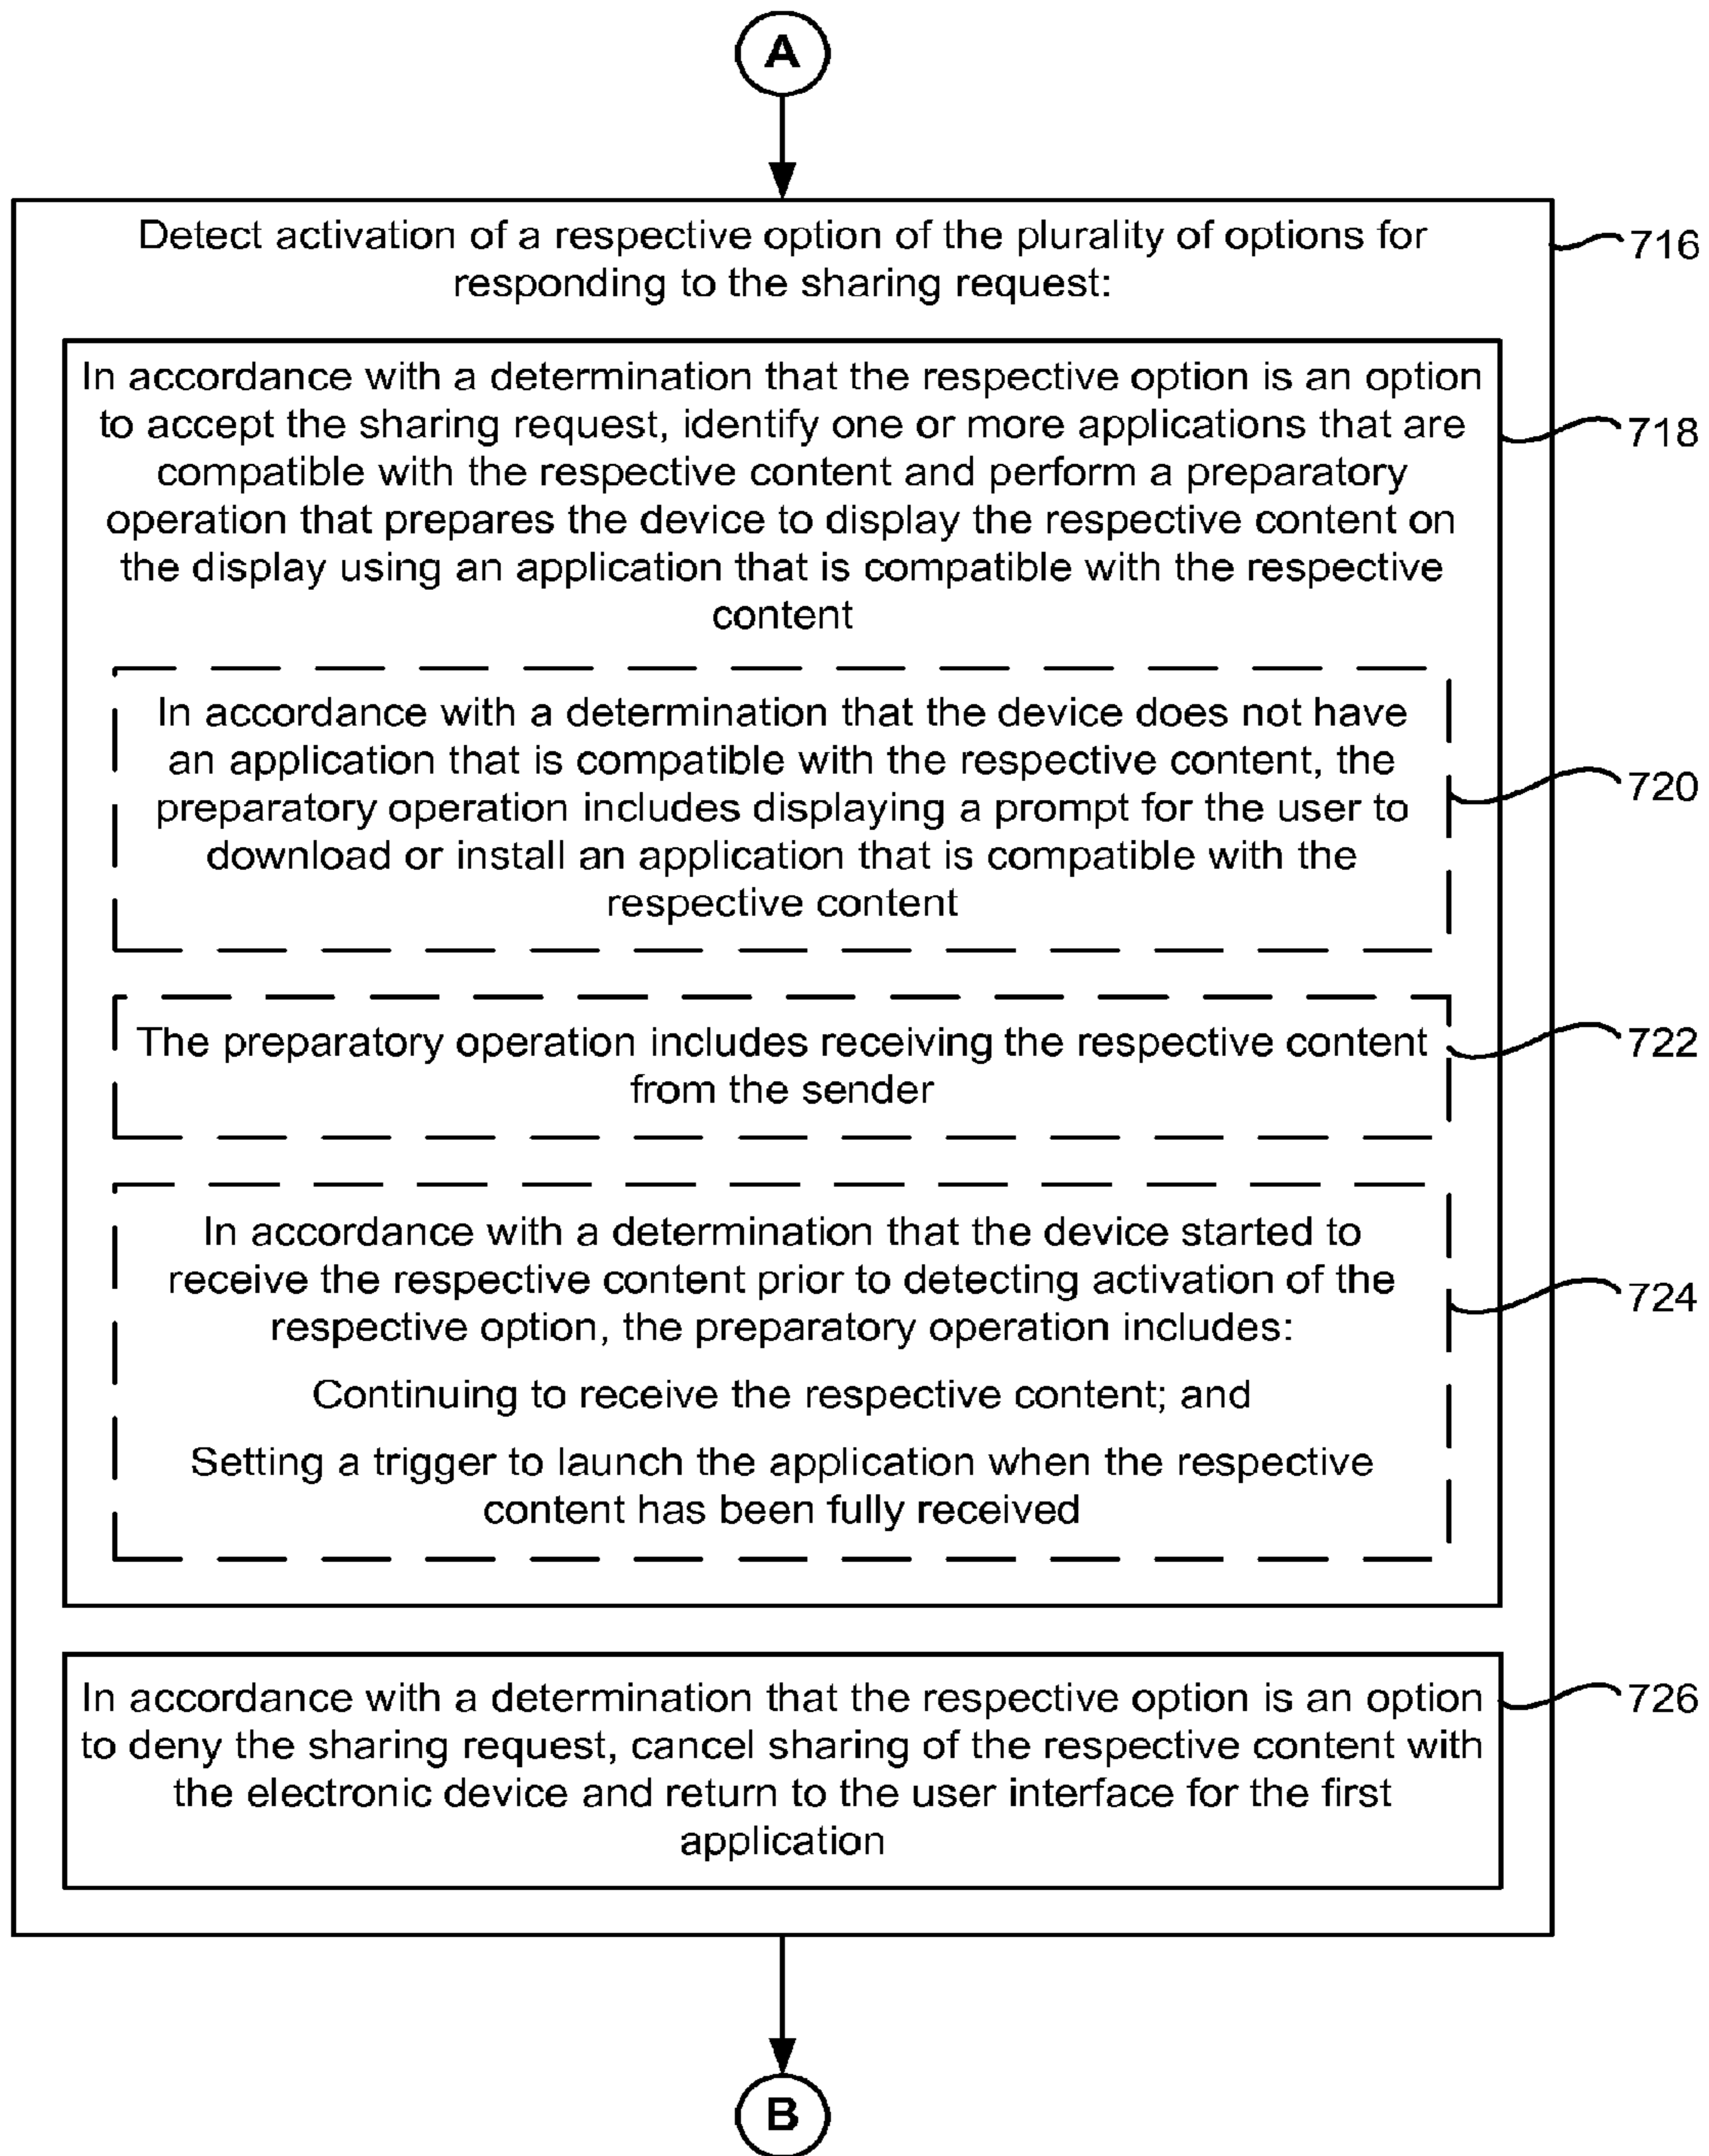 A
Detect activation of a respective option of the plurality of options for
responding to the sharing request:
716
In accordance with a determination that the respective option is an option
to accept the sharing request, identify one or more applications that are
compatible with the respective content and perform a preparatory
operation that prepares the device to display the respective content on
the display using an application that is compatible with the respective
content
718
In accordance with a determination that the device does not have
an application that is compatible with the respective content, the
preparatory operation includes displaying a prompt for the user to
download or install an application that is compatible with the
respective content
720
The preparatory operation includes receiving the respective content
from the sender
722
In accordance with a determination that the device started to
receive the respective content prior to detecting activation of the
respective option, the preparatory operation includes:
Continuing to receive the respective content; and
Setting a trigger to launch the application when the respective
content has been fully received
724
In accordance with a determination that the respective option is an option
to deny the sharing request, cancel sharing of the respective content with
the electronic device and return to the user interface for the first
application
726
B